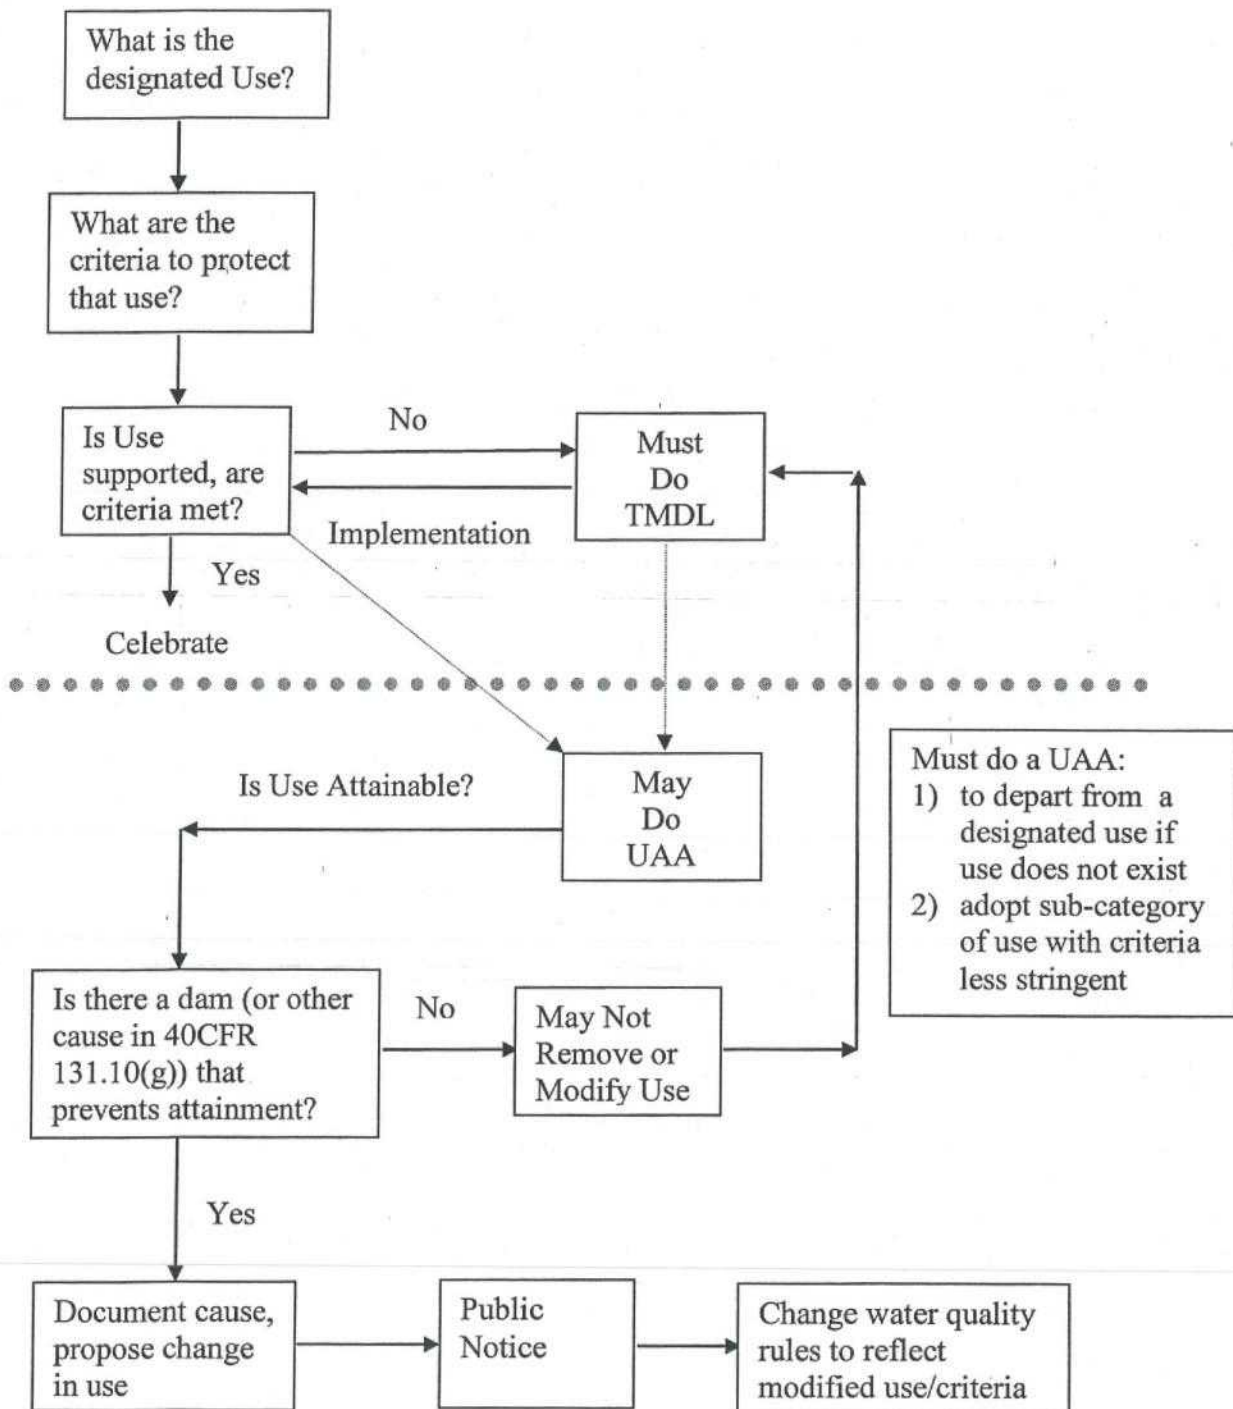 What is the
designated Use?
What are the
criteria to protect
that use?
Is Use
supported, are
criteria met?
No
Must
Do
TMDL
Implementation
Yes
Celebrate
Is Use Attainable?
May
Do
UAA
Must do a UAA:
1) to depart from a
designated use if
use does not exist
2) adopt sub-category
of use with criteria
less stringent
Is there a dam (or other
cause in 40CFR
131.10(g)) that
prevents attainment?
No
May Not
Remove or
Modify Use
Yes
Document cause,
propose change
in use
Public
Notice
Change water quality
rules to reflect
modified use/criteria